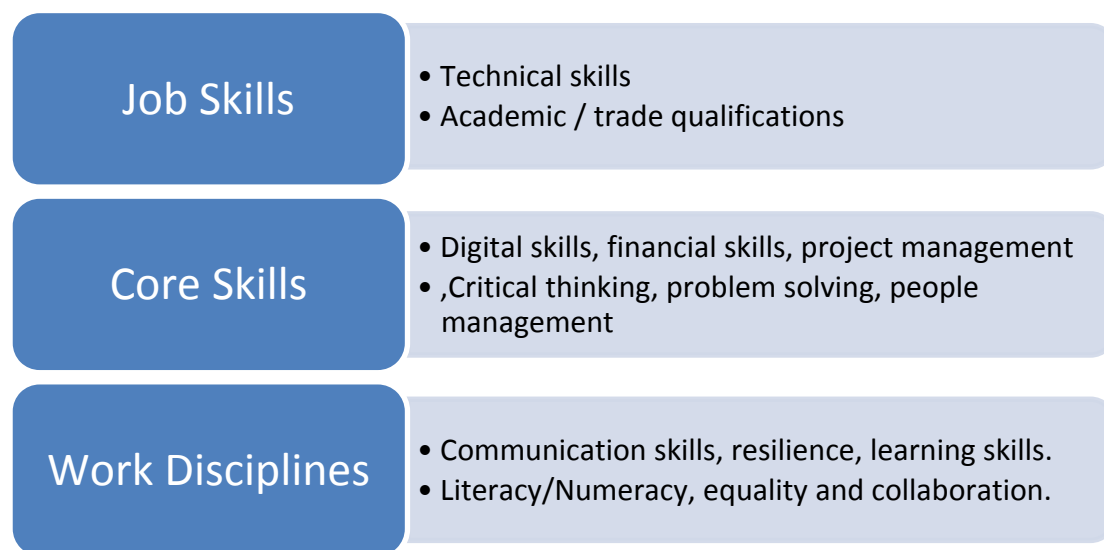 Job Skills
• Technical skills
• Academic / trade qualifications
Core Skills
• Digital skills, financial skills, project management
• ,Critical thinking, problem solving, people
management
Work Disciplines
• Communication skills, resilience, learning skills.
• Literacy/Numeracy, equality and collaboration.